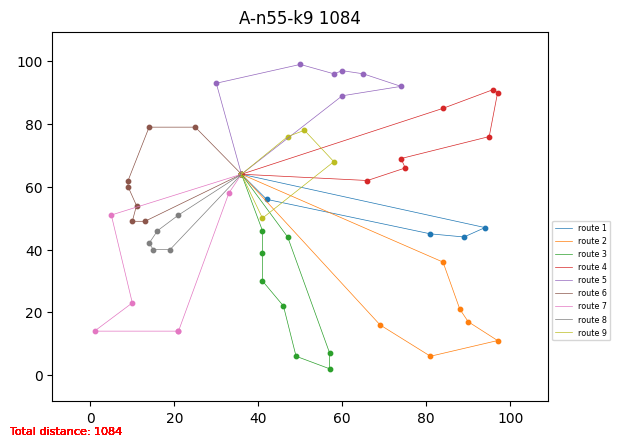 A-n55-k9 1084
100
80
60
40
20
0
0 20 40 60 80 100
route 1
route 2
route 3
route 4
route 5
route 6
route 7
route 8
route 9
Total distance: 1084